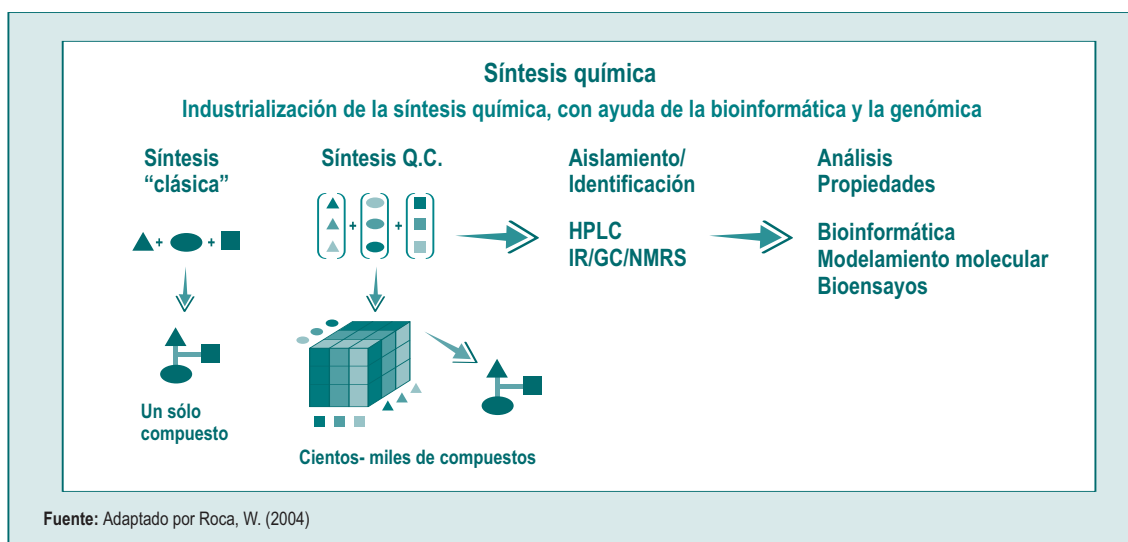 Síntesis química
Industrialización de la síntesis química, con ayuda de la bioinformática y la genómica
Síntesis
“clásica”
Síntesis Q.C.
Aislamiento/
Identificación
Análisis
Propiedades
+ +
+ +
HPLC
IR/GC/NMRS
Bioinformática
Modelamiento molecular
Bioensayos
Un sólo
compuesto
Cientos- miles de compuestos
Fuente: Adaptado por Roca, W. (2004)